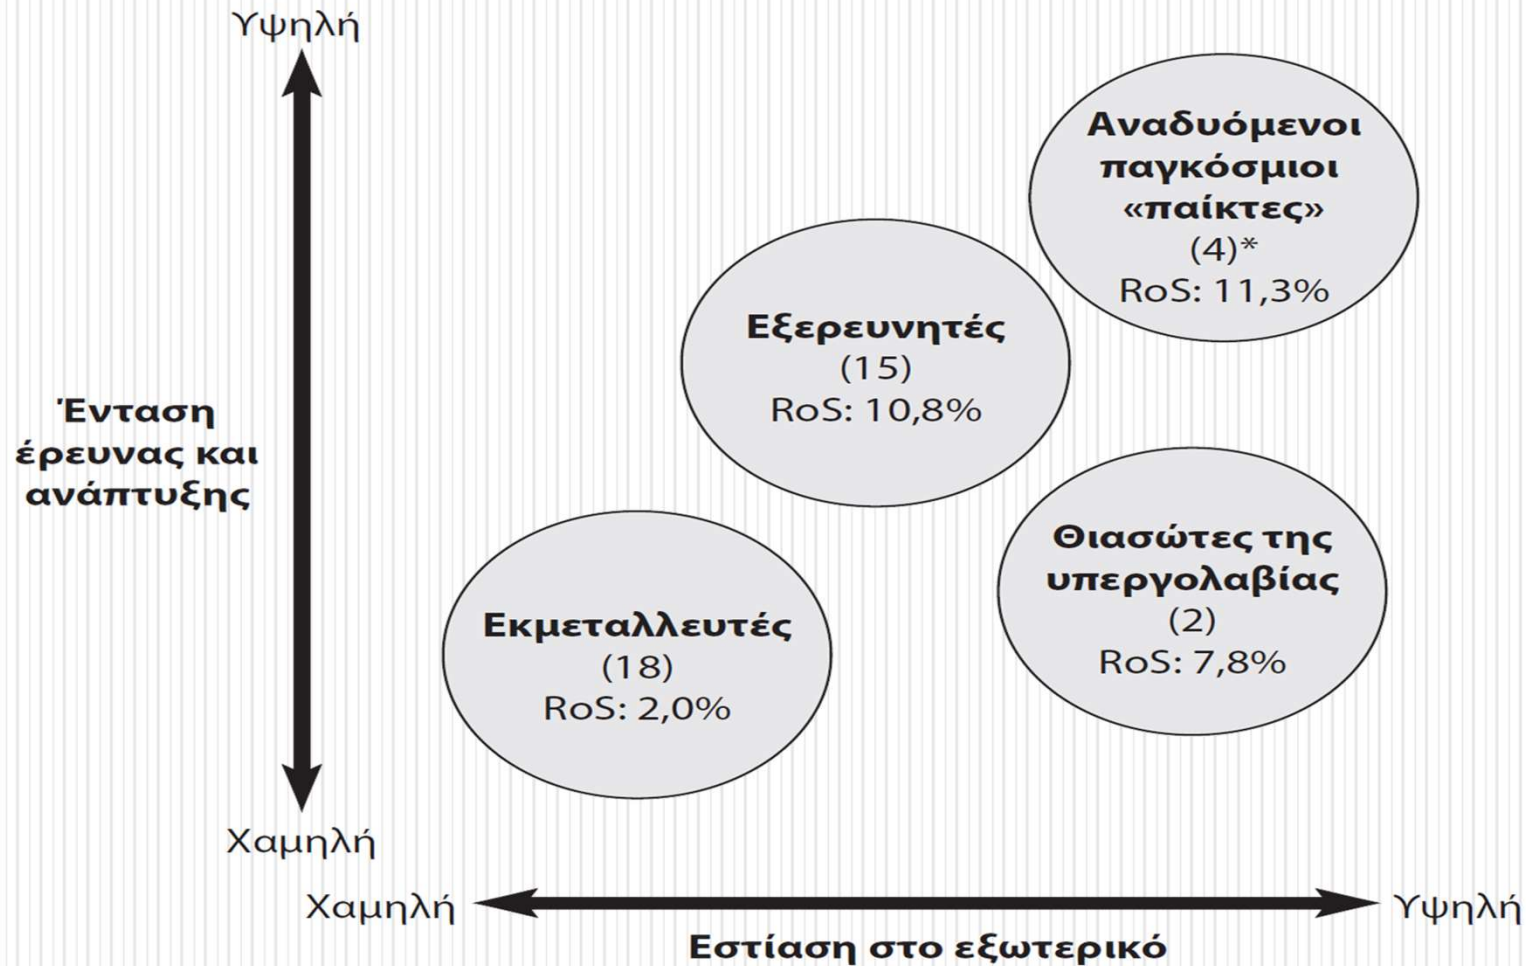 Υψηλή
Αναδυόμενοι
παγκόσμιοι
«παίκτες»
(4)*
RoS: 11,3%
Εξερευνητές
(15)
RoS: 10,8%
Ένταση
έρευνας και
ανάπτυξης
Θιασώτες της
υπεργολαβίας
(2)
RoS: 7,8%
Εκμεταλλευτές
(18)
RoS: 2,0%
Χαμηλή
Χαμηλή
Υψηλή
Εστίαση στο εξωτερικό